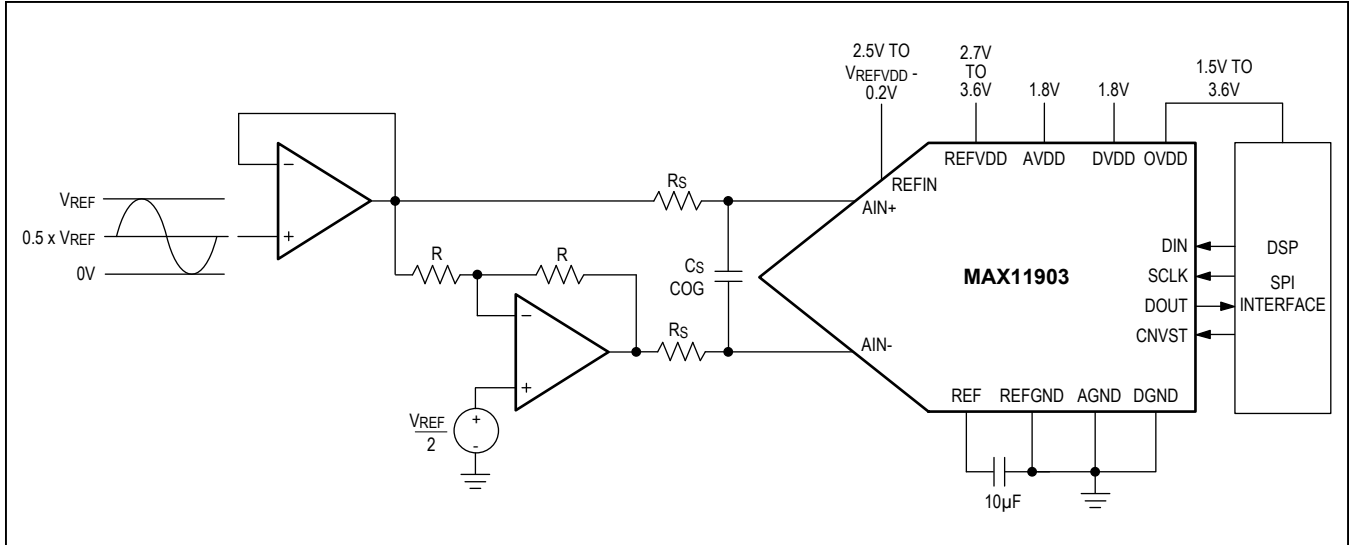 2.5V TO
VREFVDD -
0.2V
2.7V
TO
3.6V
1.8V
1.8V
1.5V TO
3.6V
REFVDD
AVDD
DVDD
OVDD
REFIN
AIN+
−
+
VREF
0.5 x VREF
0V
RS
R
R
CS
COG
MAX11903
DIN
SCLK
DOUT
CNVST
DSP
SPI
INTERFACE
−
+
RS
AIN-
VREF
2
+
-
REF
REFGND
AGND
DGND
10µF